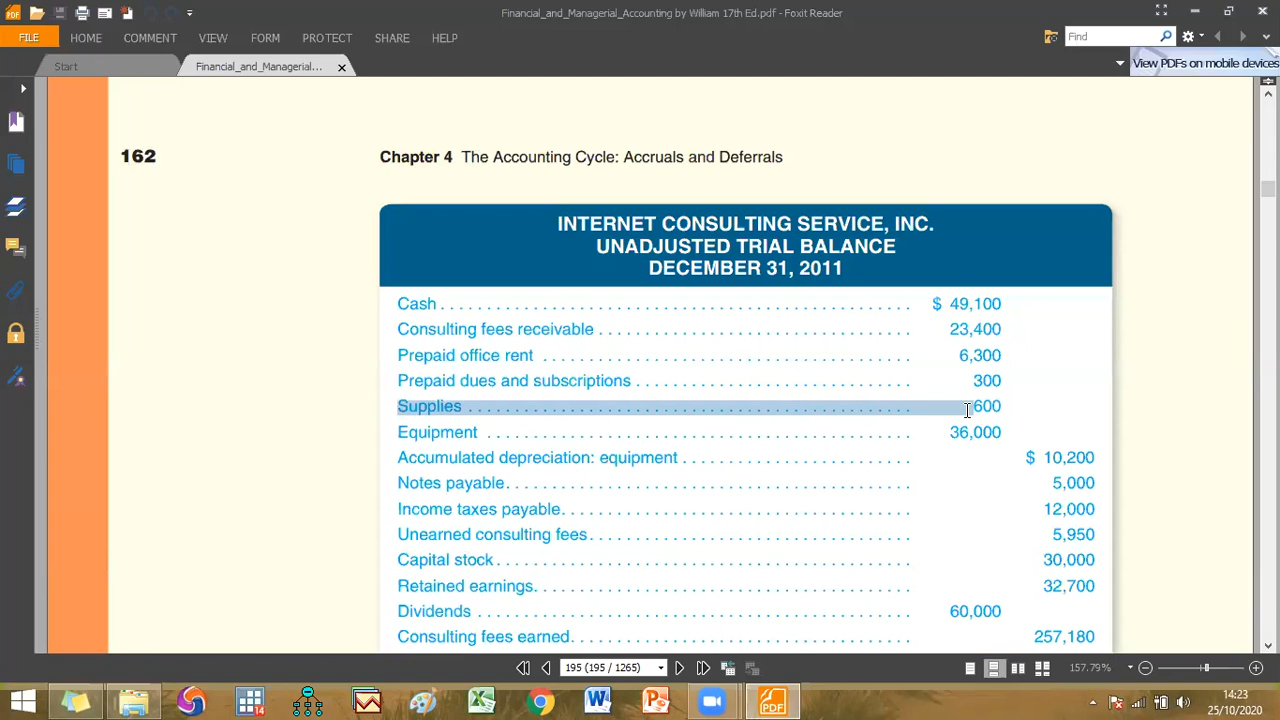 Financial_and_Managerial_Accounting by William 17th Ed.pdf - Foxit Reader
FILE HOME COMMENT VIEW FORM PROTECT SHARE HELP
Find
Start Financial_and_Managerial...
View PDFs on mobile devices
162 Chapter 4 The Accounting Cycle: Accruals and Deferrals
INTERNET CONSULTING SERVICE, INC.
UNADJUSTED TRIAL BALANCE
DECEMBER 31, 2011
Cash $ 49,100
Consulting fees receivable 23,400
Prepaid office rent 6,300
Prepaid dues and subscriptions 300
Supplies 600
Equipment 36,000
Accumulated depreciation: equipment $ 10,200
Notes payable 5,000
Income taxes payable 12,000
Unearned consulting fees 5,950
Capital stock 30,000
Retained earnings 32,700
Dividends 60,000
Consulting fees earned 257,180
195 (195 / 1265) 157.79%
14:23
25/10/2020